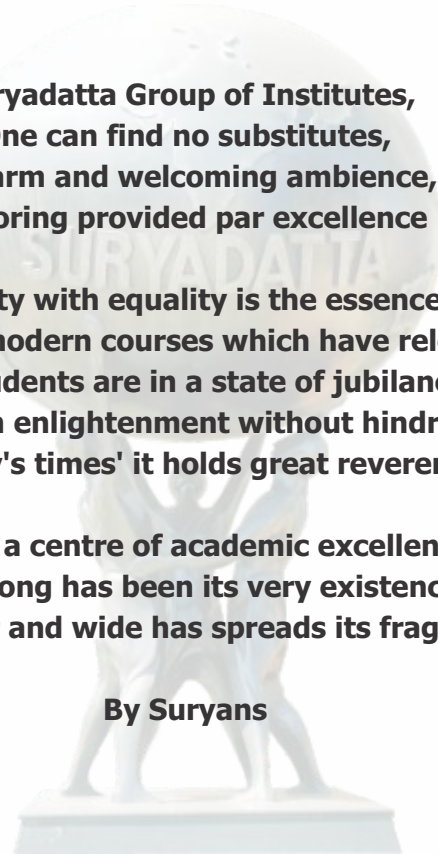 ryadatta Group of Institutes,
ne can find no substitutes,
arm and welcoming ambience,
oring provided par excellence
SURYADATTA
ty with equality is the essence
modern courses which have rel
udents are in a state of jubilanc
enlightenment without hindr
's times' it holds great reveren
a centre of academic excellen
ong has been its very existenc
and wide has spreads its frag
By Suryans